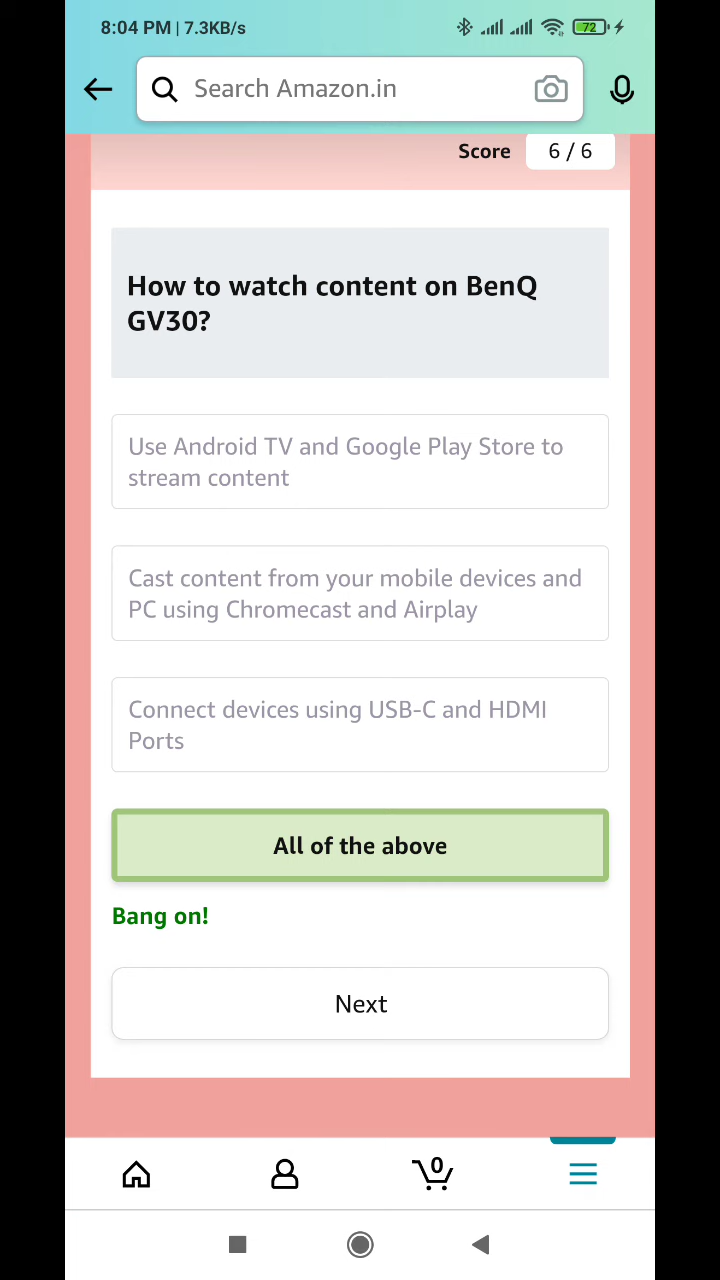 8:04 PM | 7.3KB/s
72
Search Amazon.in
Score 6 / 6
How to watch content on BenQ
GV30?
Use Android TV and Google Play Store to
stream content
Cast content from your mobile devices and
PC using Chromecast and Airplay
Connect devices using USB-C and HDMI
Ports
All of the above
Bang on!
Next
0